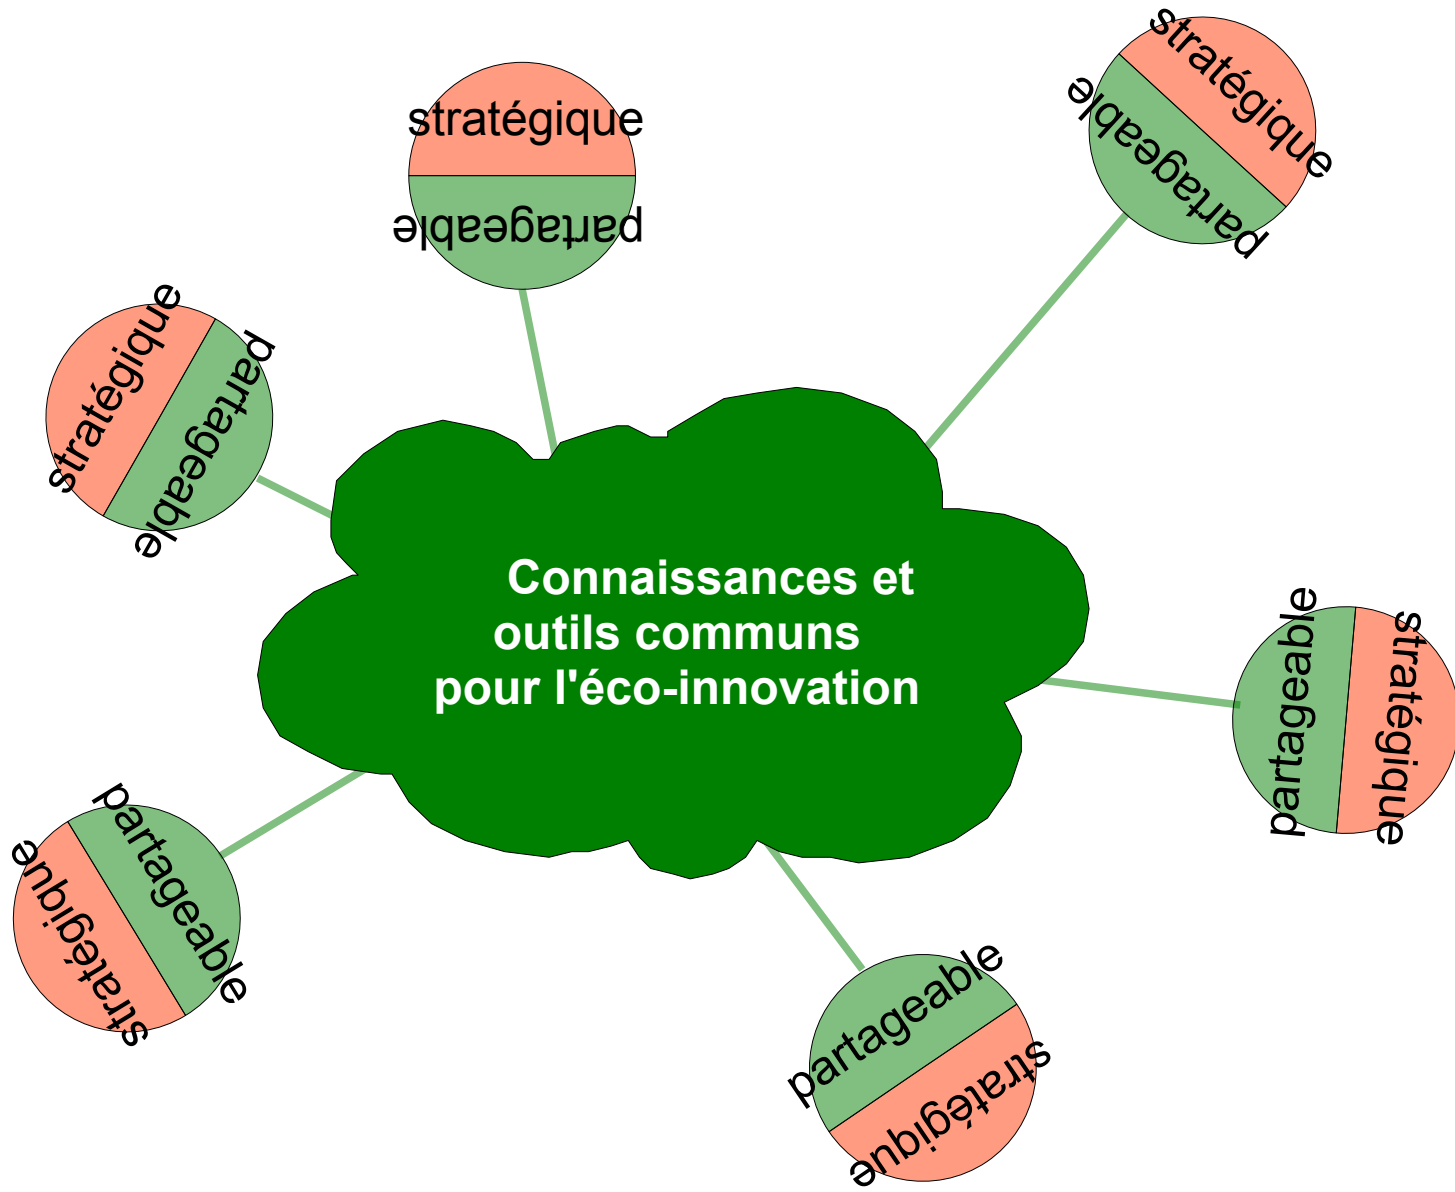 stratégique
partageable
stratégique
partageable
stratégique
partageable
Connaissances et
outils communs
pour l'éco-innovation
partageable
stratégique
partageable
stratégique
partageable
stratégique